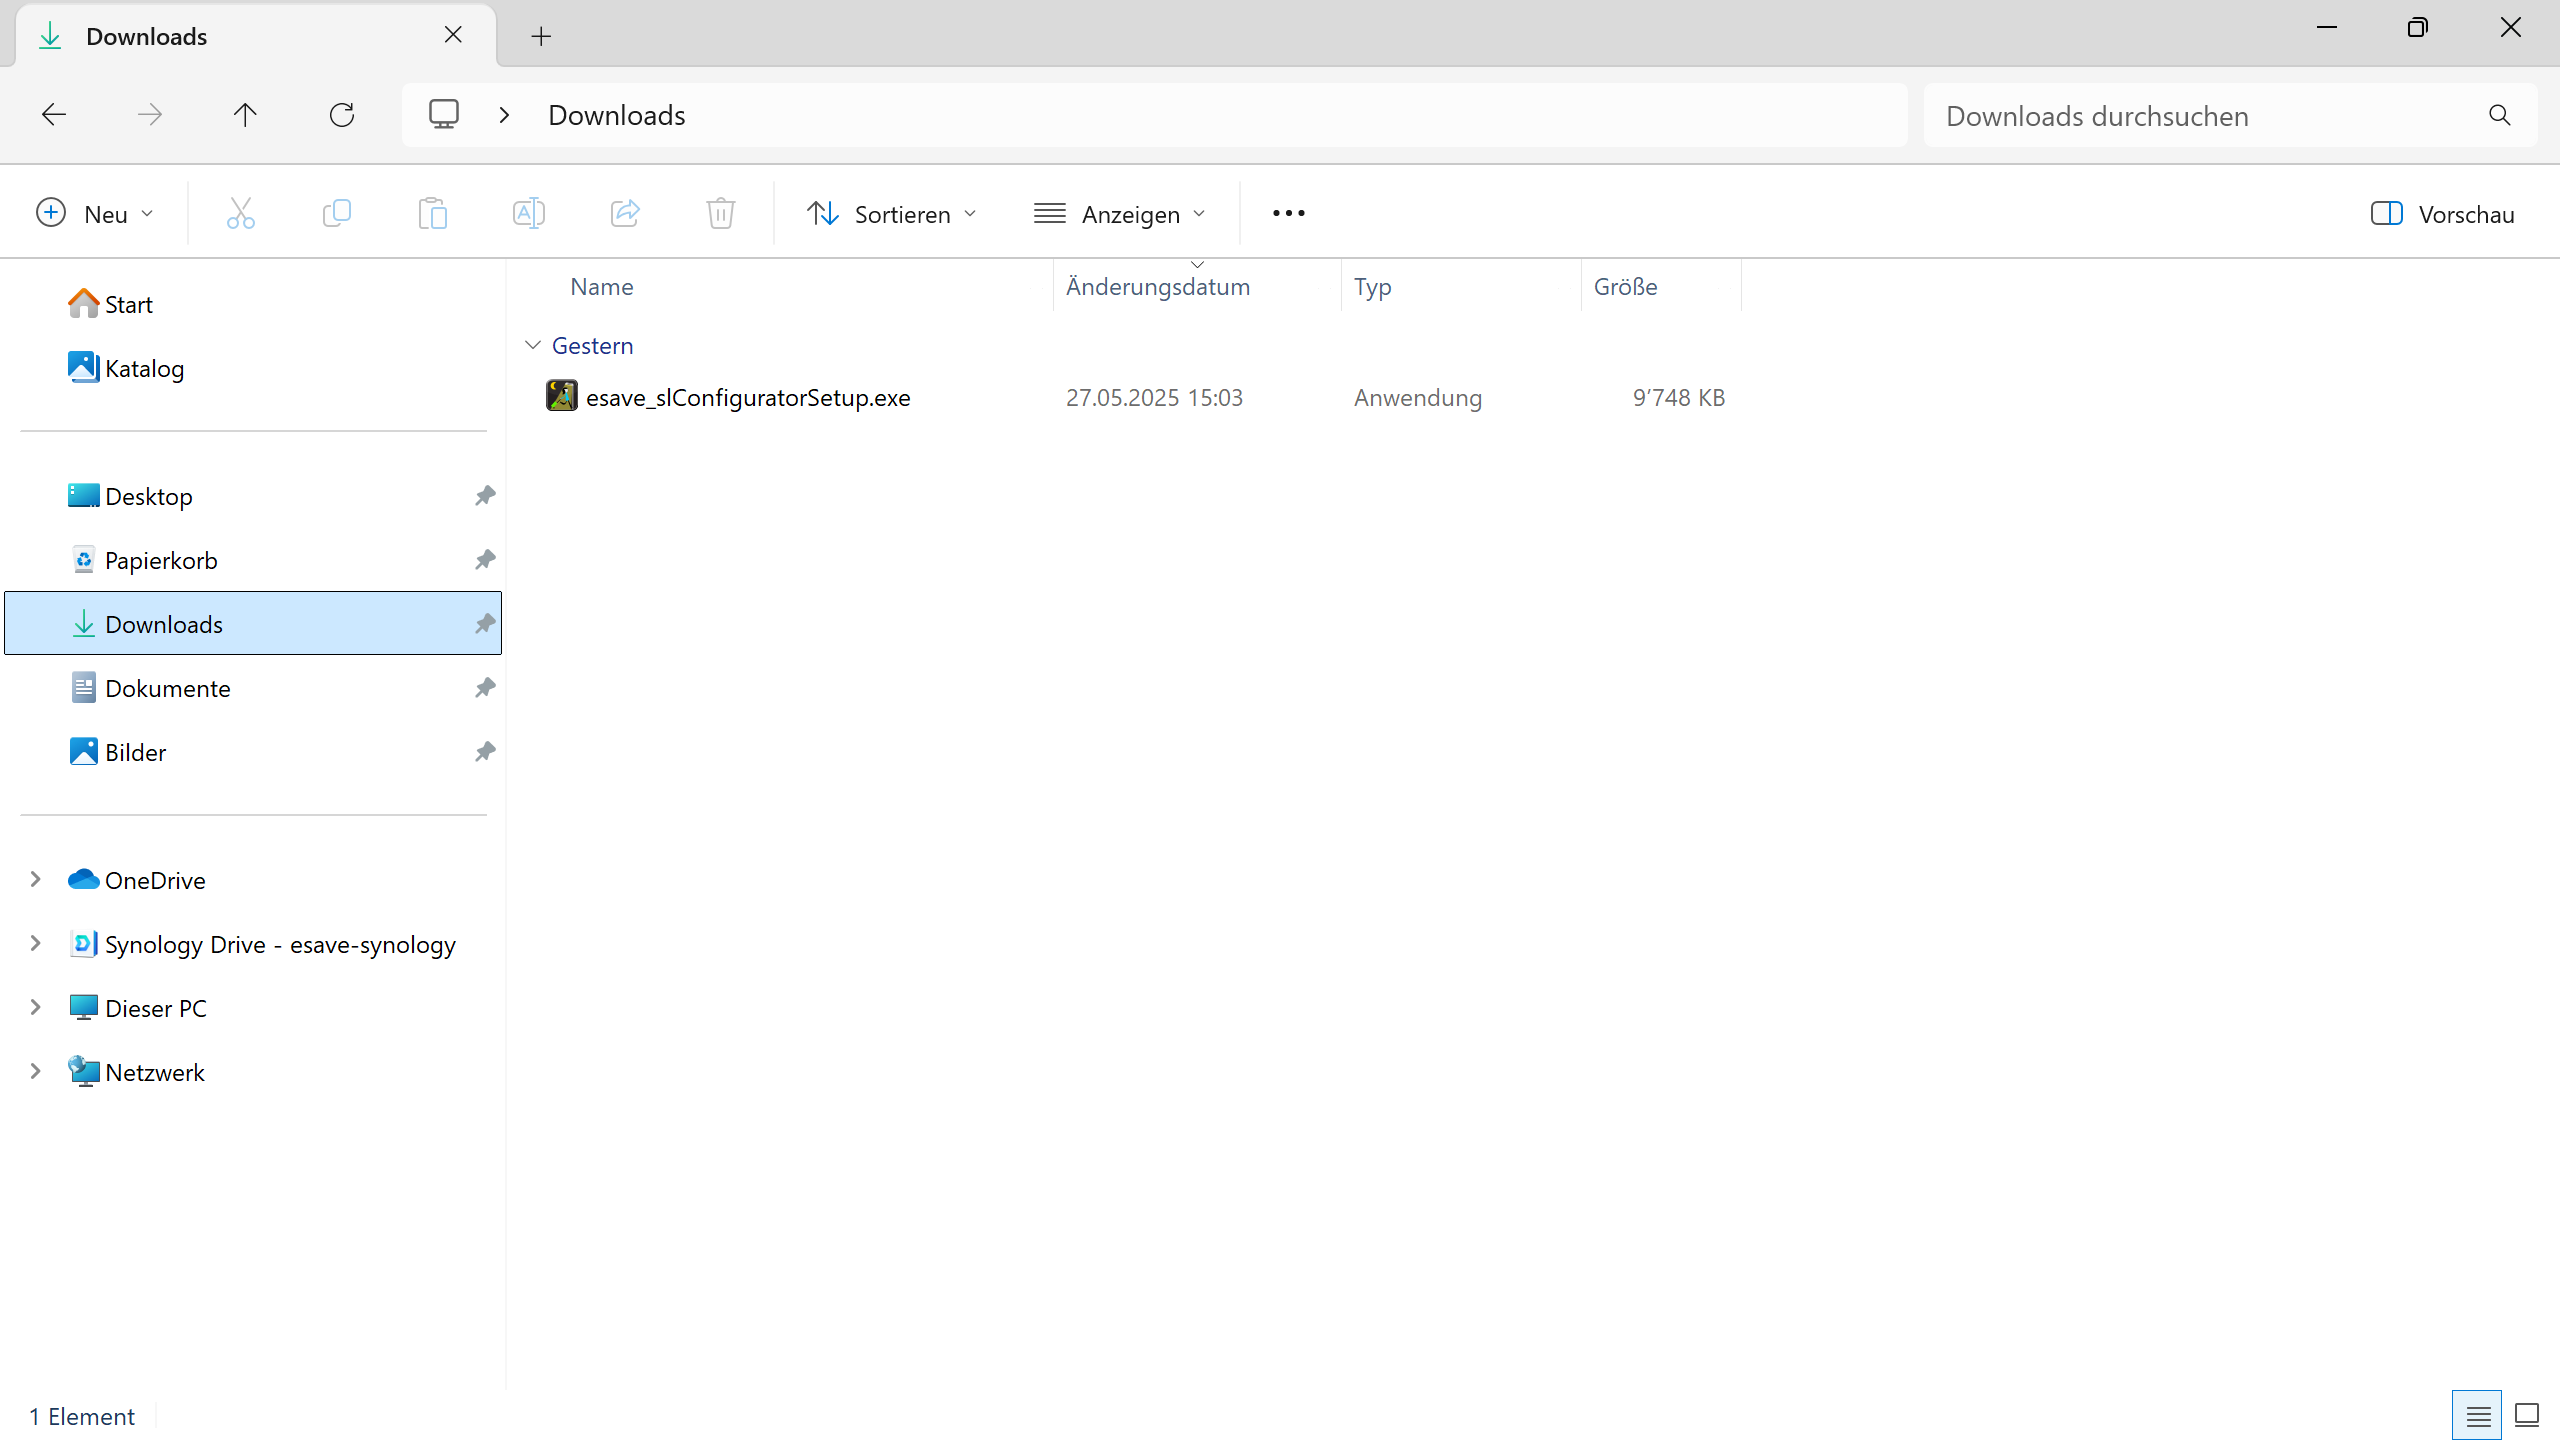 Downloads
Downloads
Downloads durchsuchen
Neu
Sortieren
Anzeigen
Vorschau
Start
Katalog
Desktop
Papierkorb
Downloads
Dokumente
Bilder
OneDrive
Synology Drive - esave-synology
Dieser PC
Netzwerk
Name Änderungsdatum Typ Größe
Gestern
esave_slConfiguratorSetup.exe 27.05.2025 15:03 Anwendung 9’748 KB
1 Element